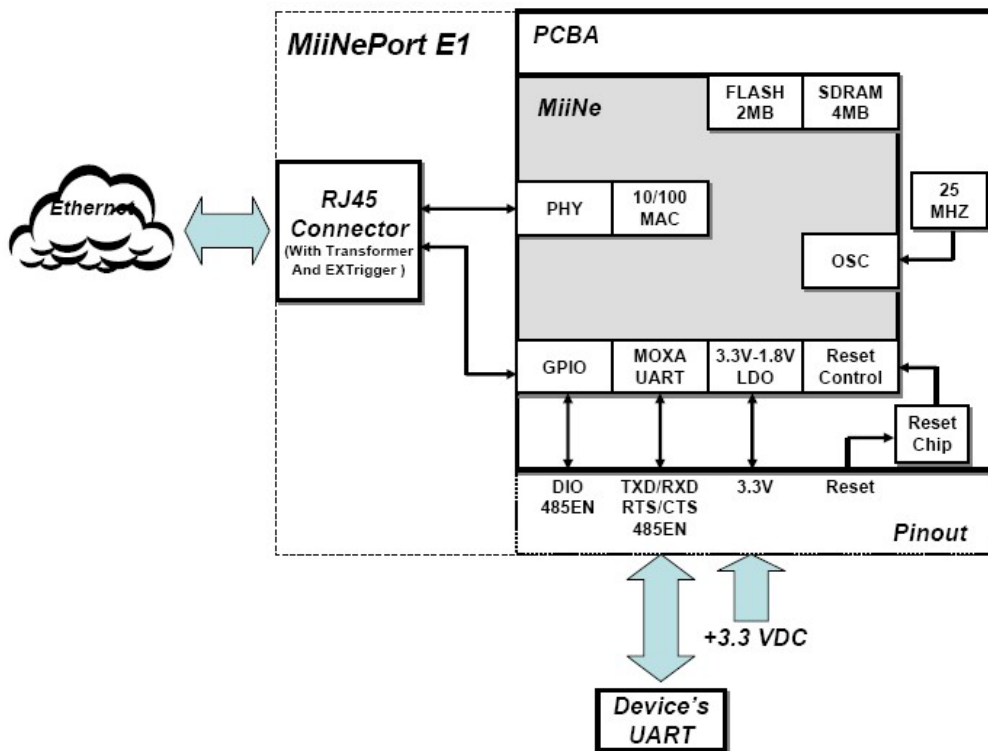 MiiNePort E1
PCBA
MiiNe
FLASH
2MB
SDRAM
4MB
Ethernet
RJ45
Connector
(With Transformer
And EXTrigger )
PHY
10/100
MAC
25
MHZ
OSC
GPIO
MOXA
UART
3.3V-1.8V
LDO
Reset
Control
Reset
Chip
DIO
485EN
TXD/RXD
RTS/CTS
485EN
3.3V
Reset
Pinout
+3.3 VDC
Device's
UART